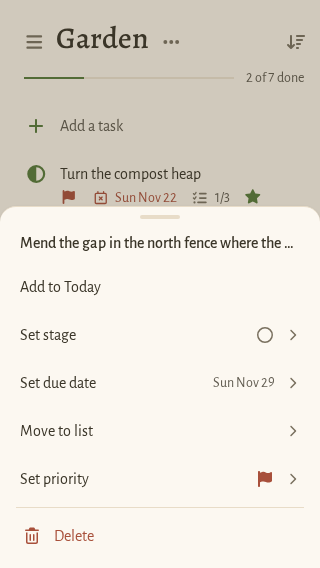 Garden
2 of 7 done
Add a task
Turn the compost heap
Sun Nov 22 1/3
Mend the gap in the north fence where the ...
Add to Today
Set stage
Set due date Sun Nov 29
Move to list
Set priority
Delete